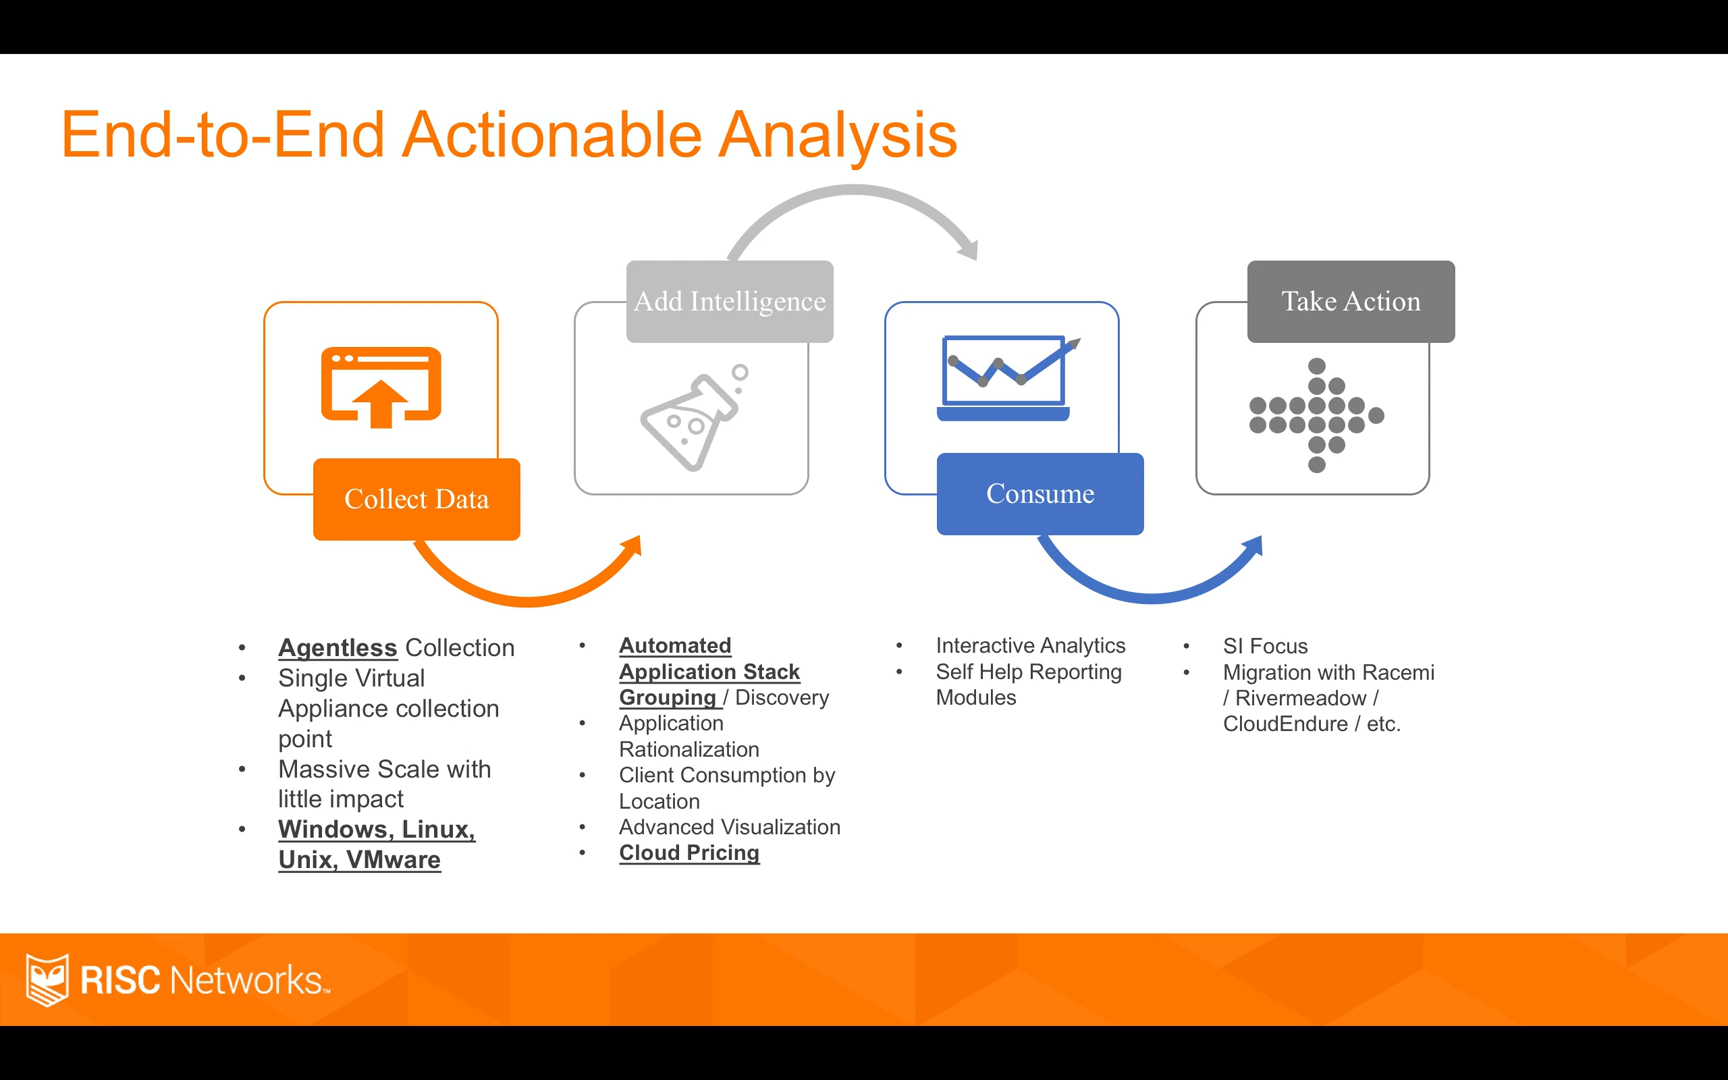 End-to-End Actionable Analysis
Add Intelligence
Take Action
Collect Data
Consume
• Agentless Collection
• Single Virtual
Appliance collection
point
• Massive Scale with
little impact
• Windows, Linux,
Unix, VMware
• Automated
Application Stack
Grouping / Discovery
• Application
Rationalization
• Client Consumption by
Location
• Advanced Visualization
• Cloud Pricing
• Interactive Analytics
• Self Help Reporting
Modules
• SI Focus
• Migration with Racemi
/ Rivermeadow /
CloudEndure / etc.
RISC Networks™